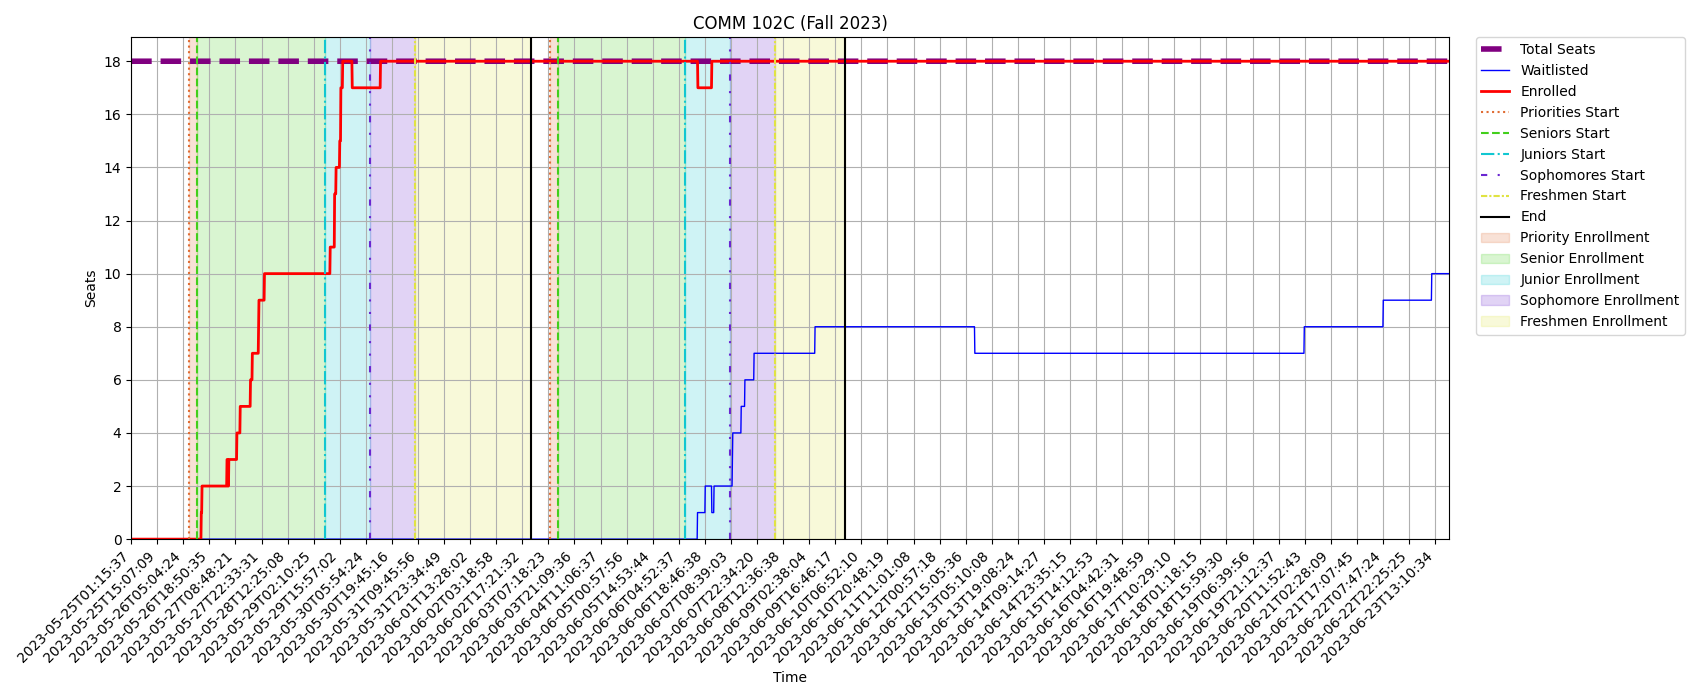 COMM 102C (Fall 2023)
Seats
18
16
14
12
10
8
6
4
2
0
2023-05-25T01:15:37
2023-05-25T15:07:09
2023-05-26T05:04:24
2023-05-26T18:50:35
2023-05-27T08:48:21
2023-05-27T22:33:31
2023-05-28T12:25:08
2023-05-29T02:10:25
2023-05-29T15:57:02
2023-05-30T05:54:24
2023-05-30T19:45:16
2023-05-31T09:45:56
2023-05-31T23:34:49
2023-06-01T13:28:02
2023-06-02T03:18:58
2023-06-02T17:21:32
2023-06-03T07:18:23
2023-06-03T21:09:36
2023-06-04T11:06:37
2023-06-05T00:57:56
2023-06-05T14:53:44
2023-06-06T04:52:37
2023-06-06T18:46:38
2023-06-07T08:39:03
2023-06-07T22:34:20
2023-06-08T12:36:38
2023-06-09T02:38:04
2023-06-09T16:46:17
2023-06-10T06:52:10
2023-06-10T20:48:19
2023-06-11T11:01:08
2023-06-12T00:57:18
2023-06-12T15:05:36
2023-06-13T05:10:08
2023-06-13T19:08:24
2023-06-14T09:14:27
2023-06-14T23:35:15
2023-06-15T14:12:53
2023-06-16T04:42:31
2023-06-16T19:48:59
2023-06-17T10:29:10
2023-06-18T01:18:15
2023-06-18T15:59:30
2023-06-19T06:39:56
2023-06-19T21:12:37
2023-06-20T11:52:43
2023-06-21T02:28:09
2023-06-21T17:07:45
2023-06-22T07:47:24
2023-06-22T22:25:25
2023-06-23T13:10:34
Time
Total Seats
Waitlisted
Enrolled
Priorities Start
Seniors Start
Juniors Start
Sophomores Start
Freshmen Start
End
Priority Enrollment
Senior Enrollment
Junior Enrollment
Sophomore Enrollment
Freshmen Enrollment